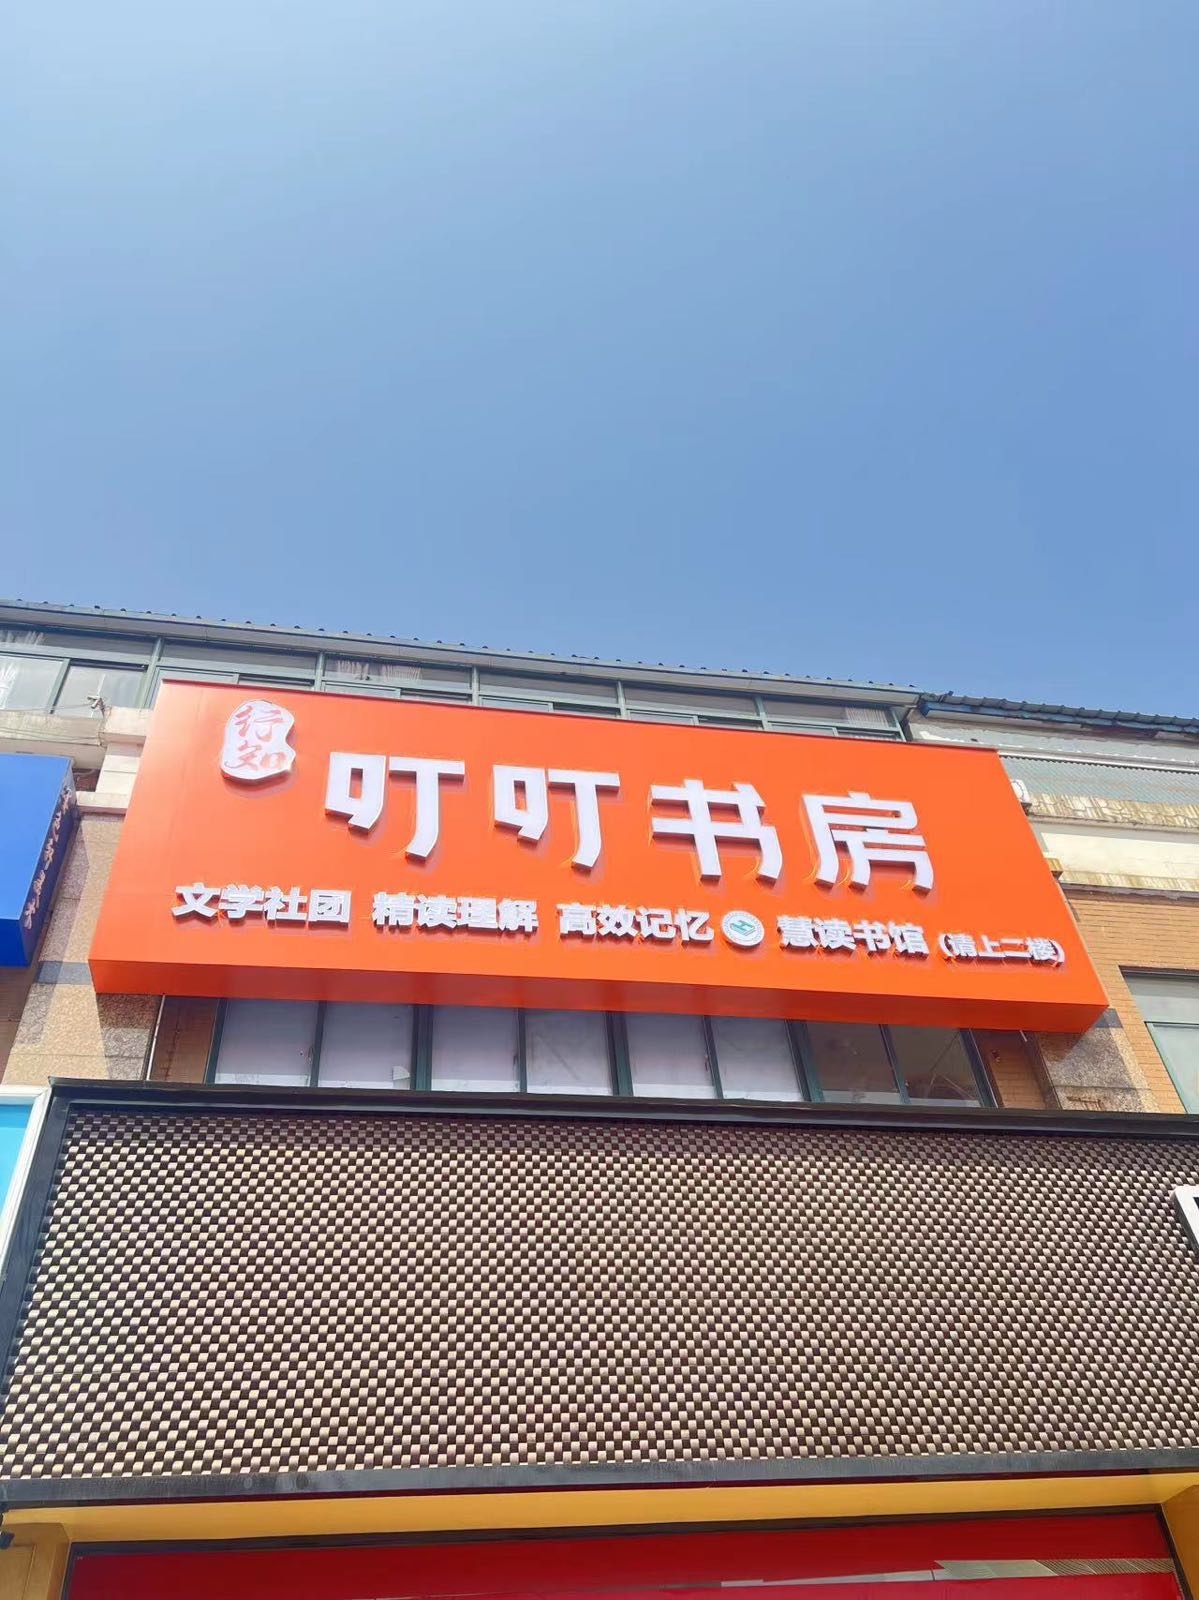 行知
叮叮书房
文学社团 精读理解 高效记忆 慧读书馆 (请上二楼)